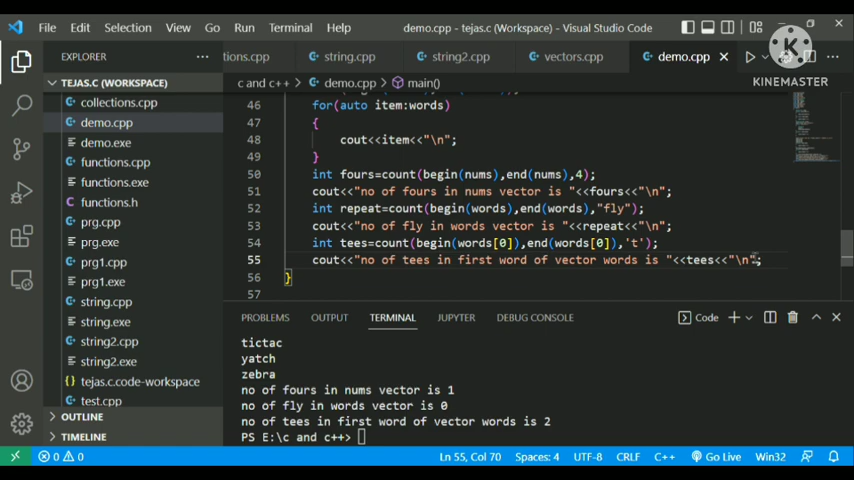 File Edit Selection View Go Run Terminal Help demo.cpp - tejas.c (Workspace) - Visual Studio Code
EXPLORER
TEJAS.C (WORKSPACE)
collections.cpp
demo.cpp
demo.exe
functions.cpp
functions.exe
functions.h
prg.cpp
prg.exe
prg1.cpp
prg1.exe
string.cpp
string.exe
string2.cpp
string2.exe
tejas.c.code-workspace
test.cpp
OUTLINE
TIMELINE
tions.cpp string.cpp string2.cpp vectors.cpp demo.cpp
K
KINEMASTER
c and c++ > demo.cpp > main()
46 for(auto item:words)
47 {
48 cout<<item<<"\n";
49 }
50 int fours=count(begin(nums),end(nums),4);
51 cout<<"no of fours in nums vector is "<<fours<<"\n";
52 int repeat=count(begin(words),end(words),"fly");
53 cout<<"no of fly in words vector is "<<repeat<<"\n";
54 int tees=count(begin(words[0]),end(words[0]),'t');
55 cout<<"no of tees in first word of vector words is "<<tees<<"\n";
56 }
57
PROBLEMS OUTPUT TERMINAL JUPYTER DEBUG CONSOLE Code
tictac
yatch
zebra
no of fours in nums vector is 1
no of fly in words vector is 0
no of tees in first word of vector words is 2
PS E:\c and c++>
0 0 Ln 55, Col 70 Spaces: 4 UTF-8 CRLF C++ Go Live Win32